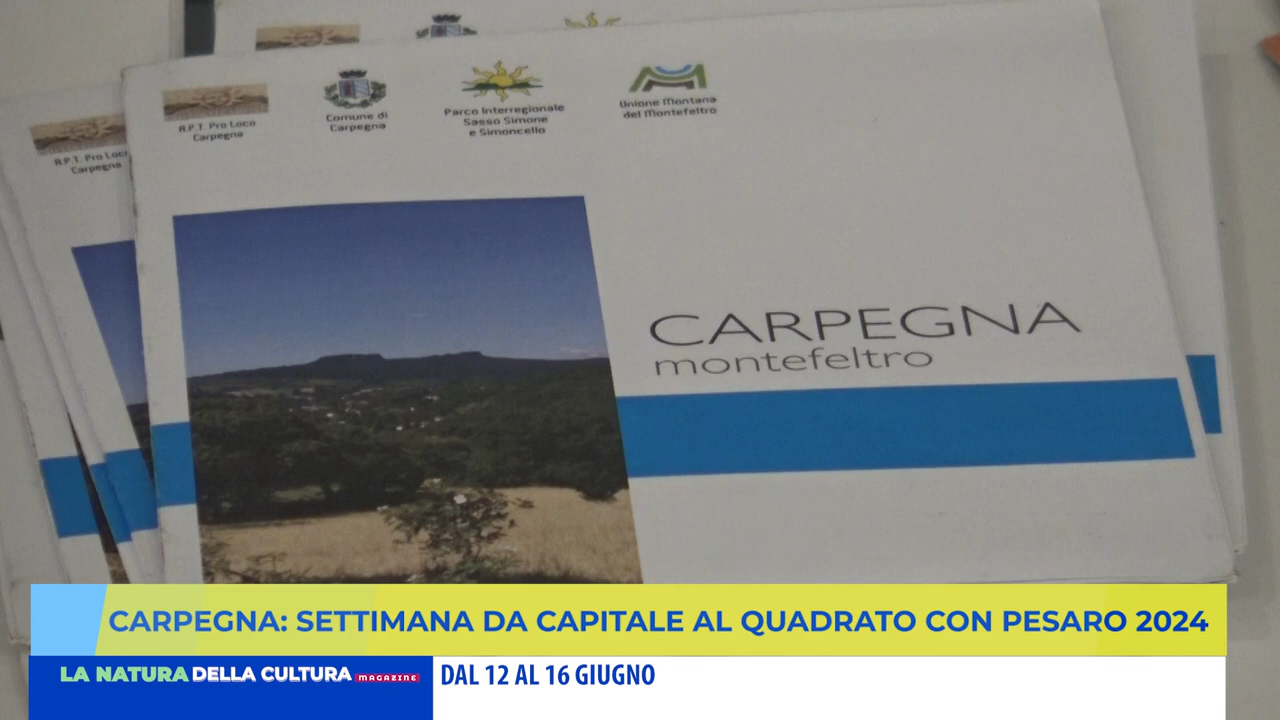 A.P.T. Pro Loco
Carpegna
Comune di
Carpegna
Parco Interregionale
Sasso Simone
e Simoncello
Unione Montana
del Montefeltro
A.P.T. Pro Loco
Carpegna
CARPEGNA
montefeltro
CARPEGNA: SETTIMANA DA CAPITALE AL QUADRATO CON PESARO 2024
LA NATURA DELLA CULTURA MAGAZINE
DAL 12 AL 16 GIUGNO